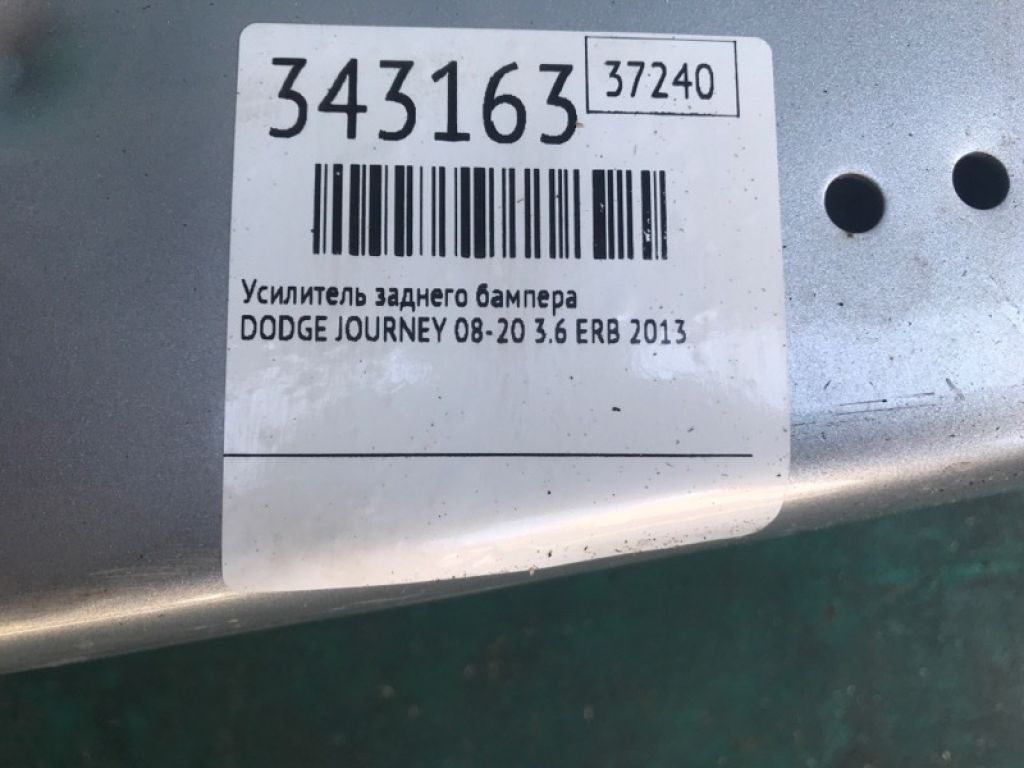 343163
37240
Усилитель заднего бампера
DODGE JOURNEY 08-20 3.6 ERB 2013